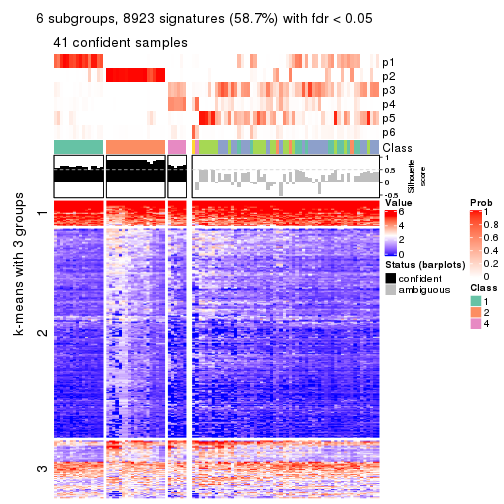 6 subgroups, 8923 signatures (58.7%) with fdr < 0.05
41 confident samples
p1
p2
p3
p4
p5
p6
Class
1
0.5
0
-0.5
Silhouette
score
k-means with 3 groups
1
2
3
Value
6
4
2
0
Status (barplots)
confident
ambiguous
Prob
1
0.8
0.6
0.4
0.2
0
Class
1
2
4